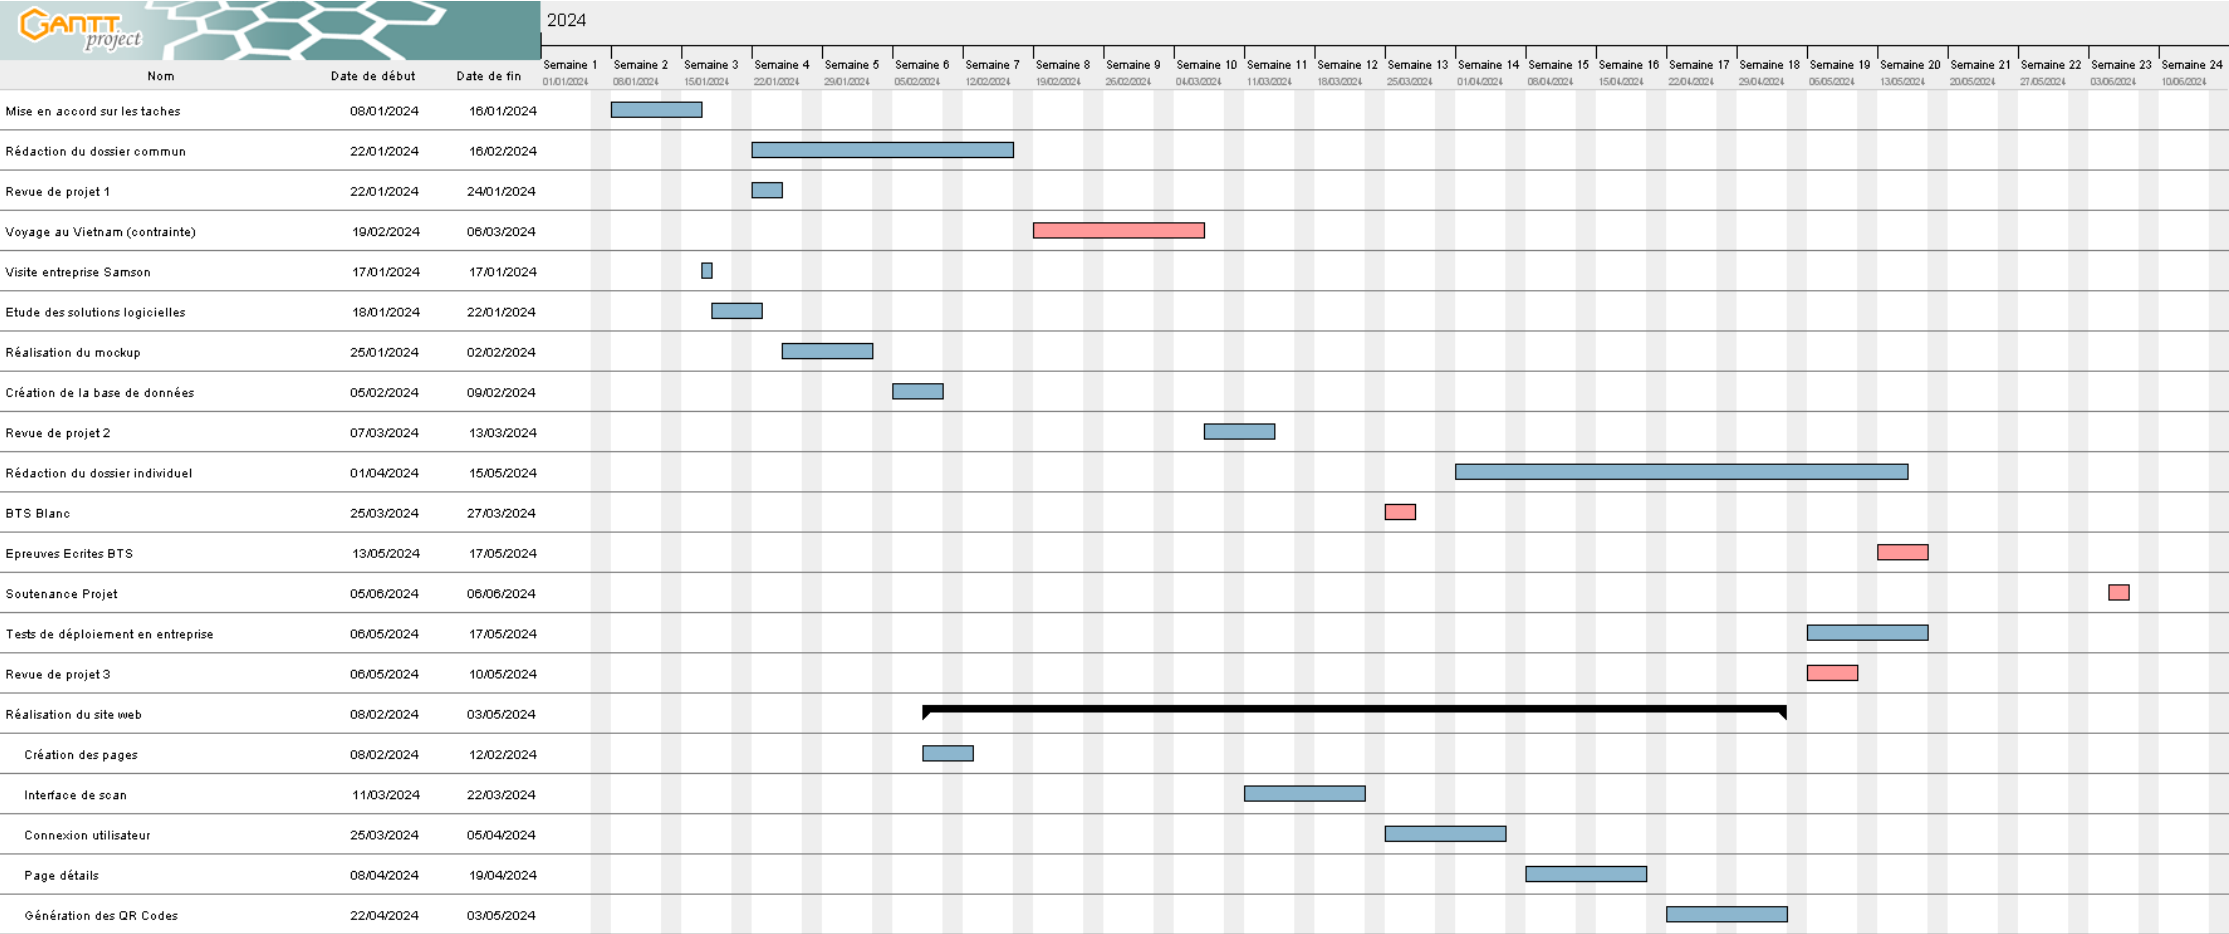 GANTT
project
2024
Nom Date de début Date de fin
Semaine 1 Semaine 2 Semaine 3 Semaine 4 Semaine 5 Semaine 6 Semaine 7 Semaine 8 Semaine 9 Semaine 10 Semaine 11 Semaine 12 Semaine 13 Semaine 14 Semaine 15 Semaine 16 Semaine 17 Semaine 18 Semaine 19 Semaine 20 Semaine 21 Semaine 22 Semaine 23 Semaine 24
01/01/2024 08/01/2024 15/01/2024 22/01/2024 29/01/2024 05/02/2024 12/02/2024 19/02/2024 26/02/2024 04/03/2024 11/03/2024 18/03/2024 25/03/2024 01/04/2024 08/04/2024 15/04/2024 22/04/2024 29/04/2024 06/05/2024 13/05/2024 20/05/2024 27/05/2024 03/06/2024 10/06/2024
Mise en accord sur les taches 08/01/2024 16/01/2024
Rédaction du dossier commun 22/01/2024 16/02/2024
Revue de projet 1 22/01/2024 24/01/2024
Voyage au Vietnam (contrainte) 19/02/2024 06/03/2024
Visite entreprise Samson 17/01/2024 17/01/2024
Etude des solutions logicielles 18/01/2024 22/01/2024
Réalisation du mockup 25/01/2024 02/02/2024
Création de la base de données 05/02/2024 09/02/2024
Revue de projet 2 07/03/2024 13/03/2024
Rédaction du dossier individuel 01/04/2024 15/05/2024
BTS Blanc 25/03/2024 27/03/2024
Epreuves Ecrites BTS 13/05/2024 17/05/2024
Soutenance Projet 05/06/2024 06/06/2024
Tests de déploiement en entreprise 06/05/2024 17/05/2024
Revue de projet 3 06/05/2024 10/05/2024
Réalisation du site web 08/02/2024 03/05/2024
Création des pages 08/02/2024 12/02/2024
Interface de scan 11/03/2024 22/03/2024
Connexion utilisateur 25/03/2024 05/04/2024
Page détails 08/04/2024 19/04/2024
Génération des QR Codes 22/04/2024 03/05/2024